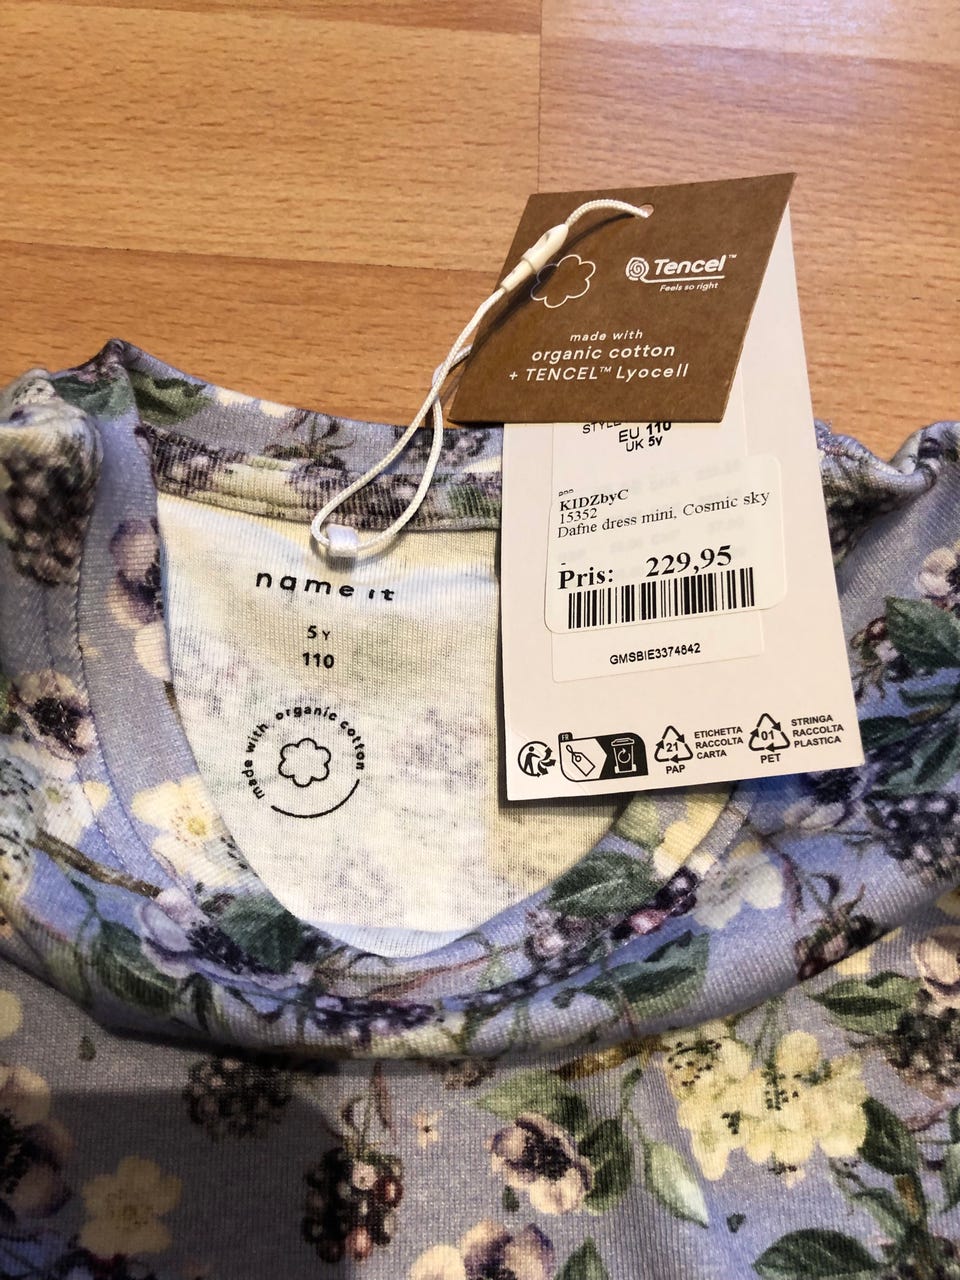 Tencel™
Feels so right
made with
organic cotton
+ TENCEL™ Lyocell
STYLE
EU 110
UK 5Y
KIDZbyC
15352
Dafne dress mini, Cosmic sky
-
Pris: 229,95
GMSBIE3374642
FR
21
PAP
ETICHETTA
RACCOLTA
CARTA
01
PET
STRINGA
RACCOLTA
PLASTICA
name it
5Y
110
made with organic cotton